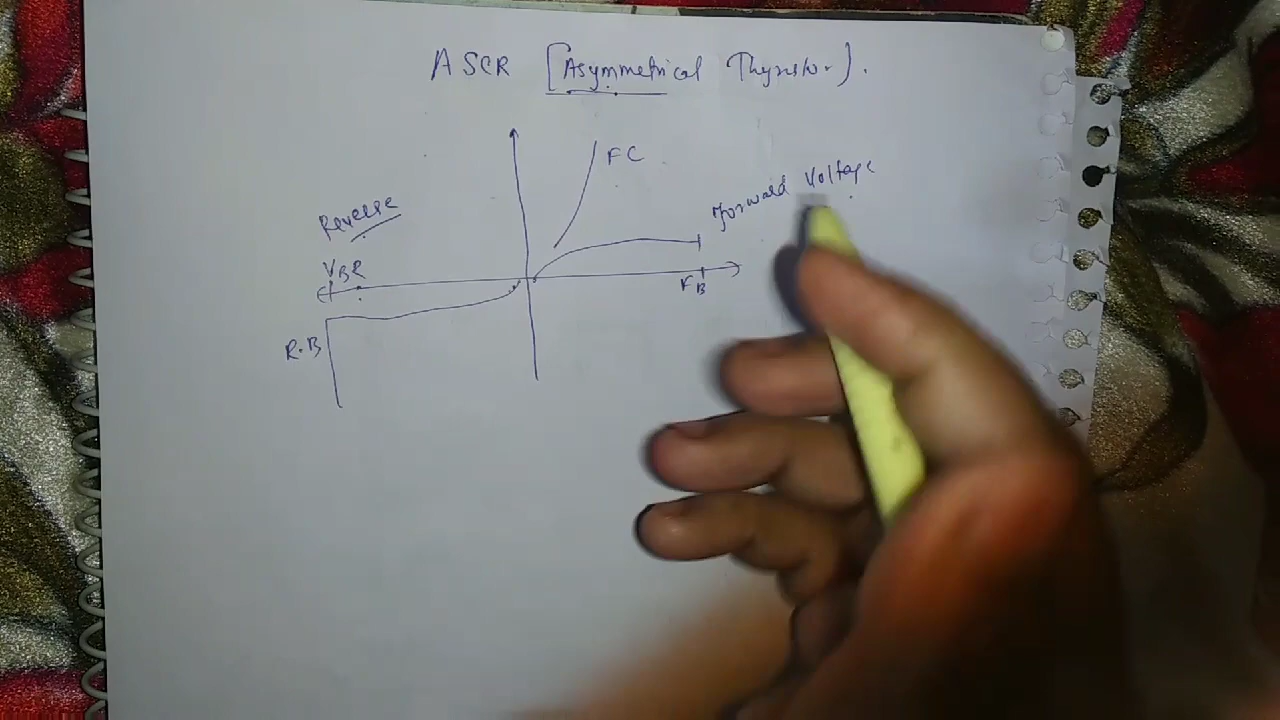 ASCR [Asymmetrical Thyristor).
FC
Forward Voltage
Reverse
VBR
FB
R.B